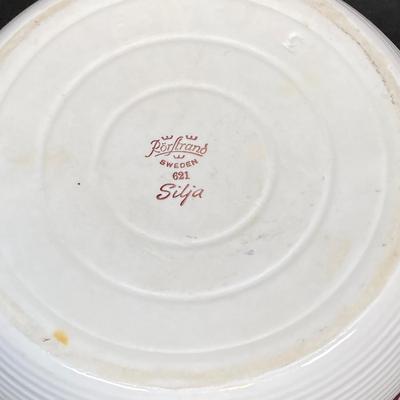 Rörstrand
SWEDEN
621
Silja